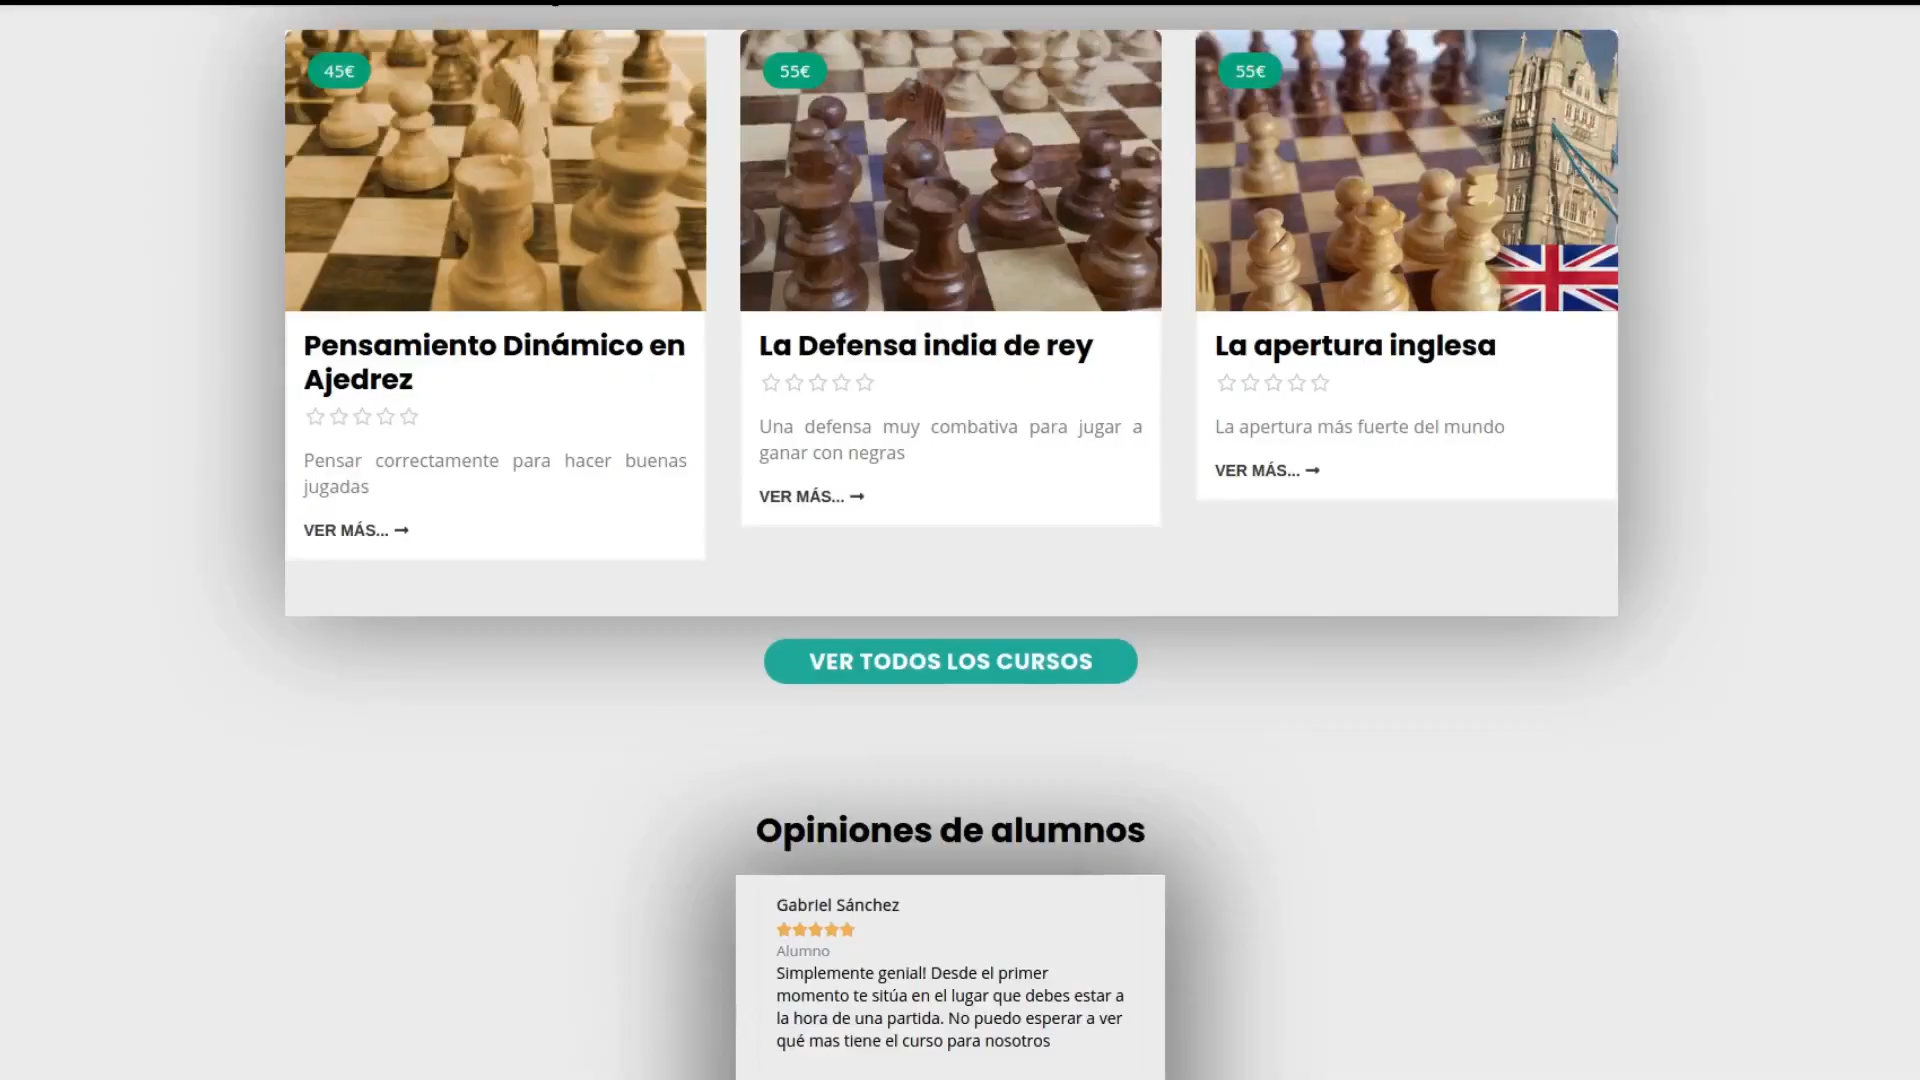 45€
55€
55€
Pensamiento Dinámico en
Ajedrez
Pensar correctamente para hacer buenas
jugadas
VER MÁS...
La Defensa india de rey
Una defensa muy combativa para jugar a
ganar con negras
VER MÁS...
La apertura inglesa
La apertura más fuerte del mundo
VER MÁS...
VER TODOS LOS CURSOS
Opiniones de alumnos
Gabriel Sánchez
Alumno
Simplemente genial! Desde el primer
momento te sitúa en el lugar que debes estar a
la hora de una partida. No puedo esperar a ver
qué mas tiene el curso para nosotros